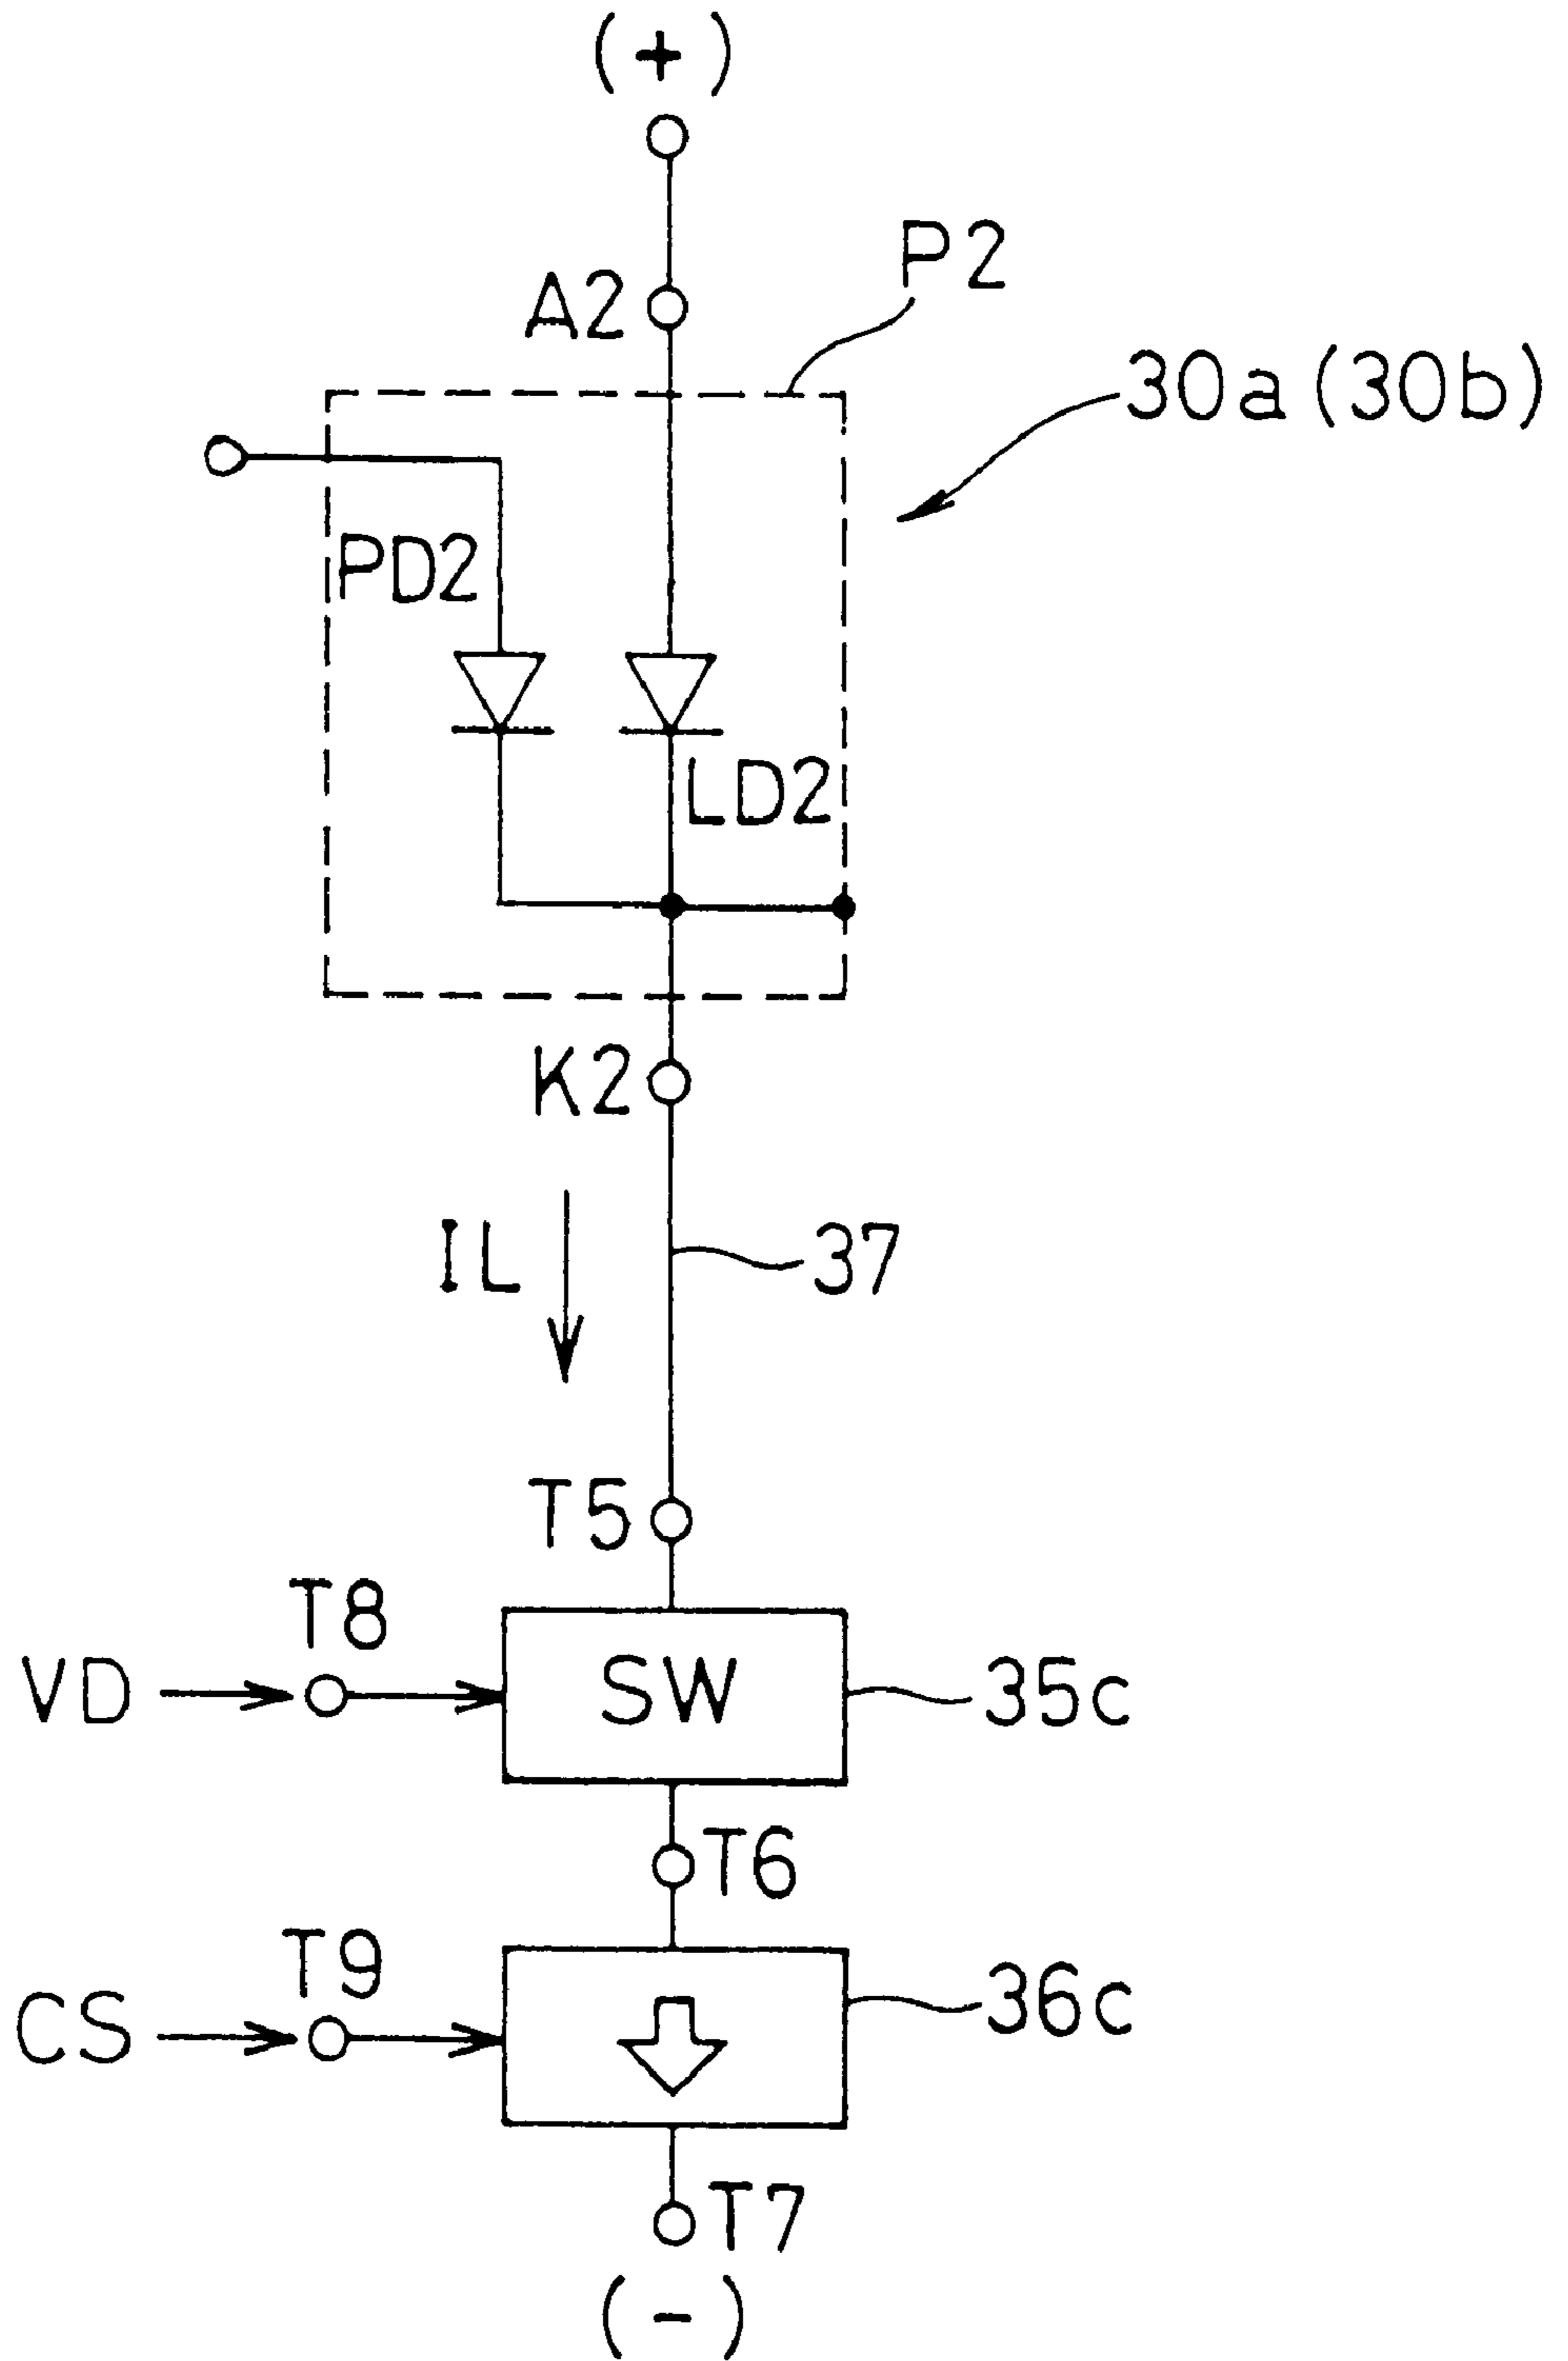 (+)
P2
A2
30a(30b)
PD2
LD2
K2
IL
37
T5
T8
VD
SW
35c
T6
T9
CS
36c
T7
(-)